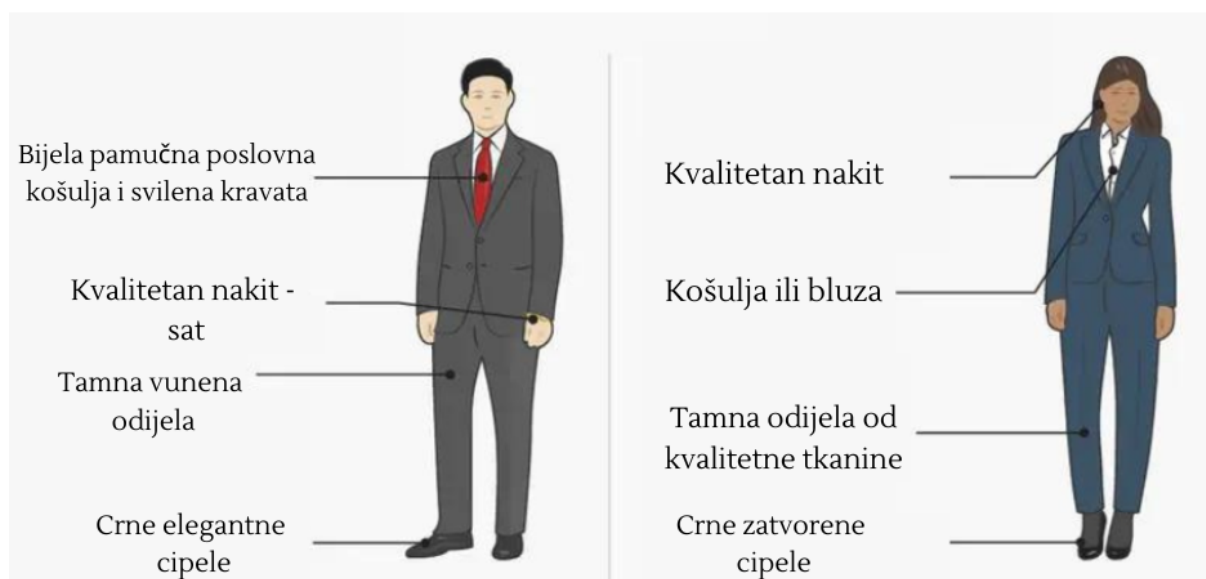 Bijela pamučna poslovna
košulja i svilena kravata
Kvalitetan nakit -
sat
Tamna vunena
odijela
Crne elegantne
cipele
Kvalitetan nakit
Košulja ili bluza
Tamna odijela od
kvalitetne tkanine
Crne zatvorene
cipele